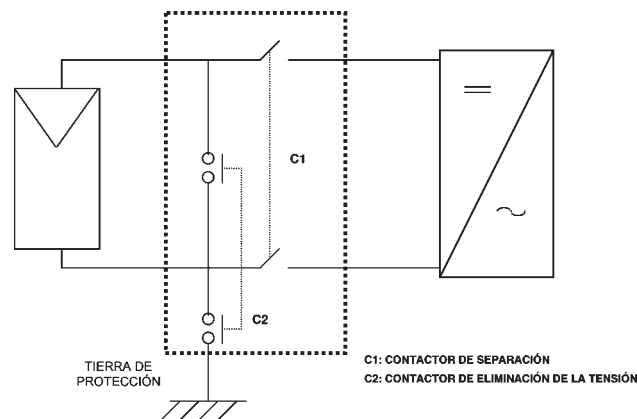 C1
C2
TIERRA DE
PROTECCIÓN
C1: CONTACTOR DE SEPARACIÓN
C2: CONTACTOR DE ELIMINACIÓN DE LA TENSIÓN